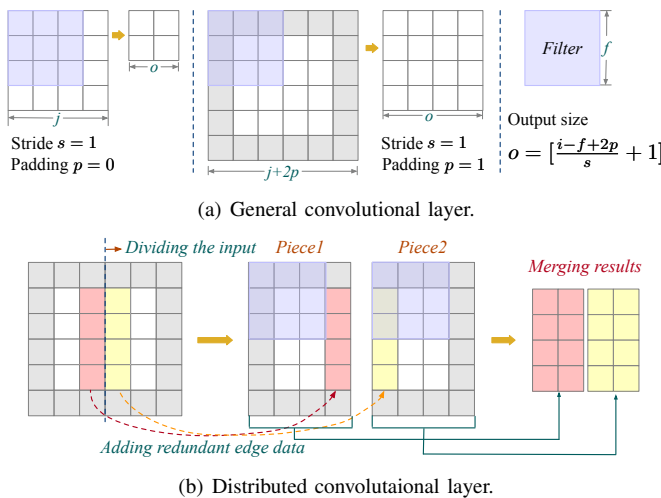 o
j
Stride s = 1
Padding p = 0
o
j+2p
Stride s = 1
Padding p = 1
Filter
f
Output size
o = [\frac{i-f+2p}{s} + 1]
(a) General convolutional layer.
Dividing the input
Piece1
Piece2
Merging results
Adding redundant edge data
(b) Distributed convolutaional layer.